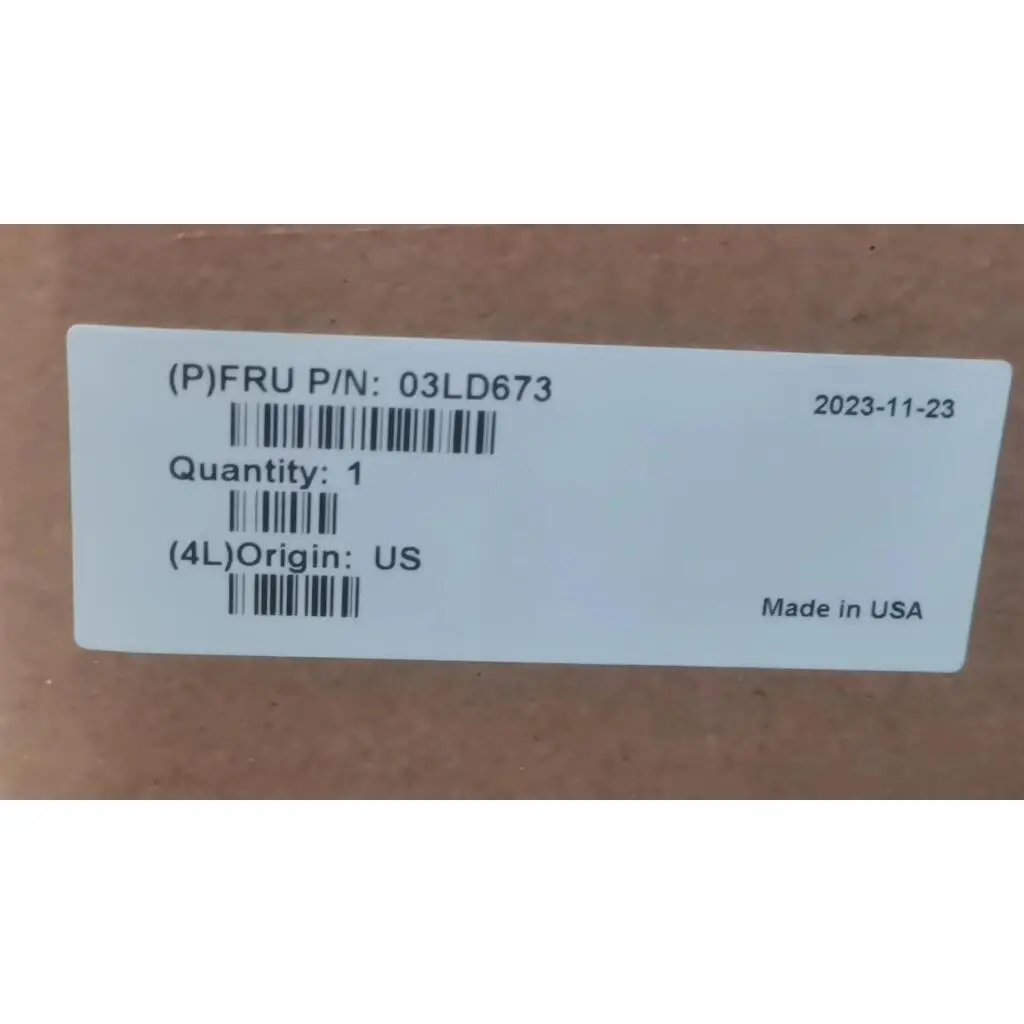 (P)FRU P/N: 03LD673
2023-11-23
Quantity: 1
(4L)Origin: US
Made in USA